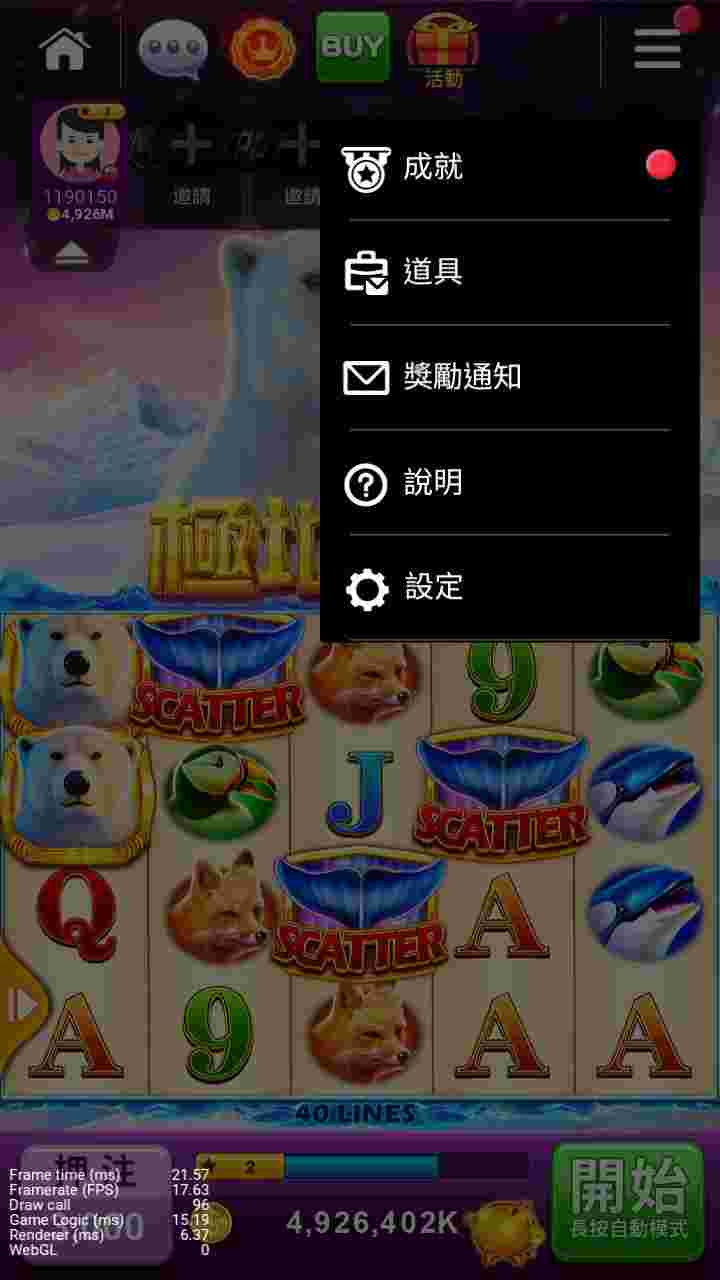 BUY
活動
1
1190150
4,926M
邀請
邀請
成就
道具
獎勵通知
說明
設定
極地
SCATTER
9
J
SCATTER
Q
SCATTER
A
A
9
A
A
40 LINES
押注
2
開始
長按自動模式
4,926,402K
Frame time (ms) 21.57
Framerate (FPS) 17.63
Draw call 96
Game Logic (ms) 15.19
Renderer (ms) 6.37
WebGL 0